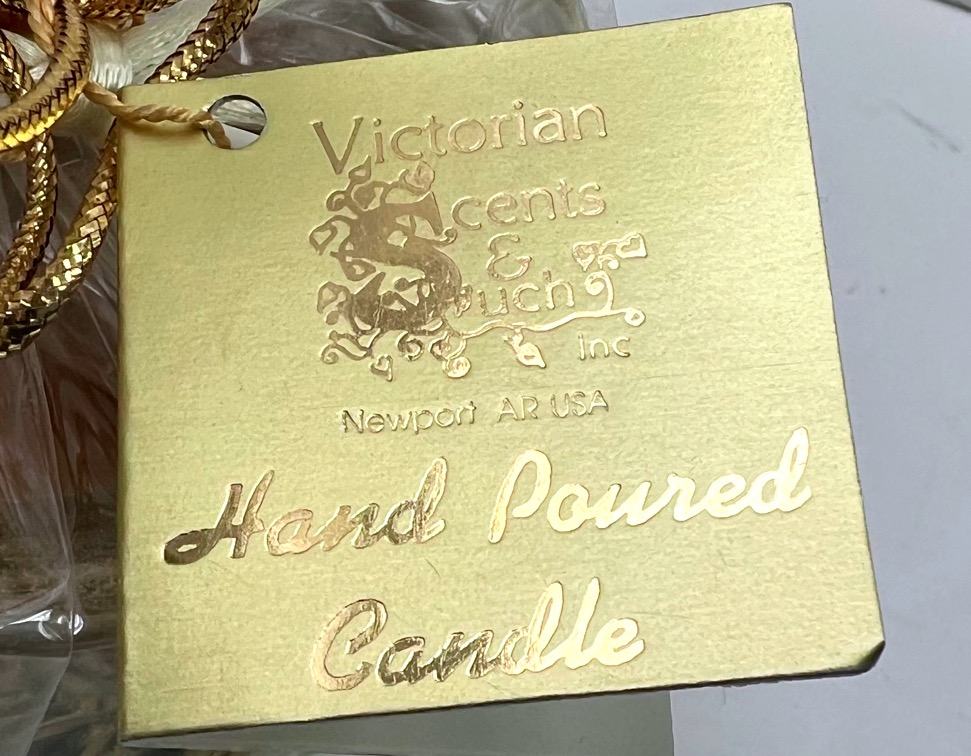 Victorian
Scents
&
Such
Inc
Newport AR USA
Hand Poured
Candle